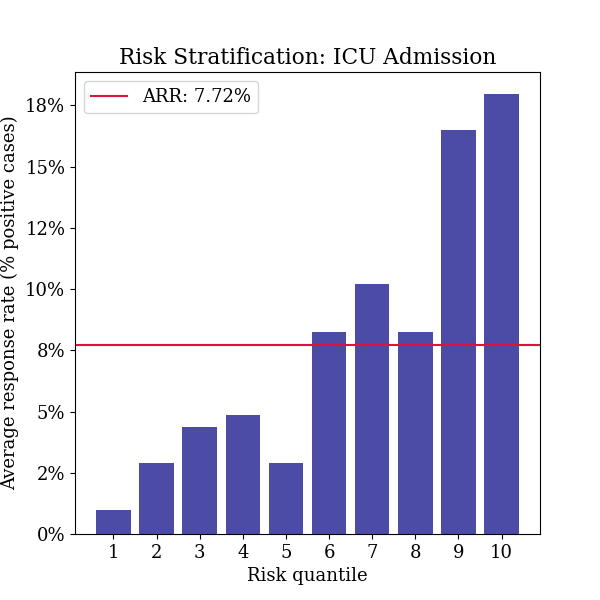 Risk Stratification: ICU Admission
ARR: 7.72%
18%
15%
12%
10%
8%
5%
2%
0%
Average response rate (% positive cases)
1 2 3 4 5 6 7 8 9 10
Risk quantile